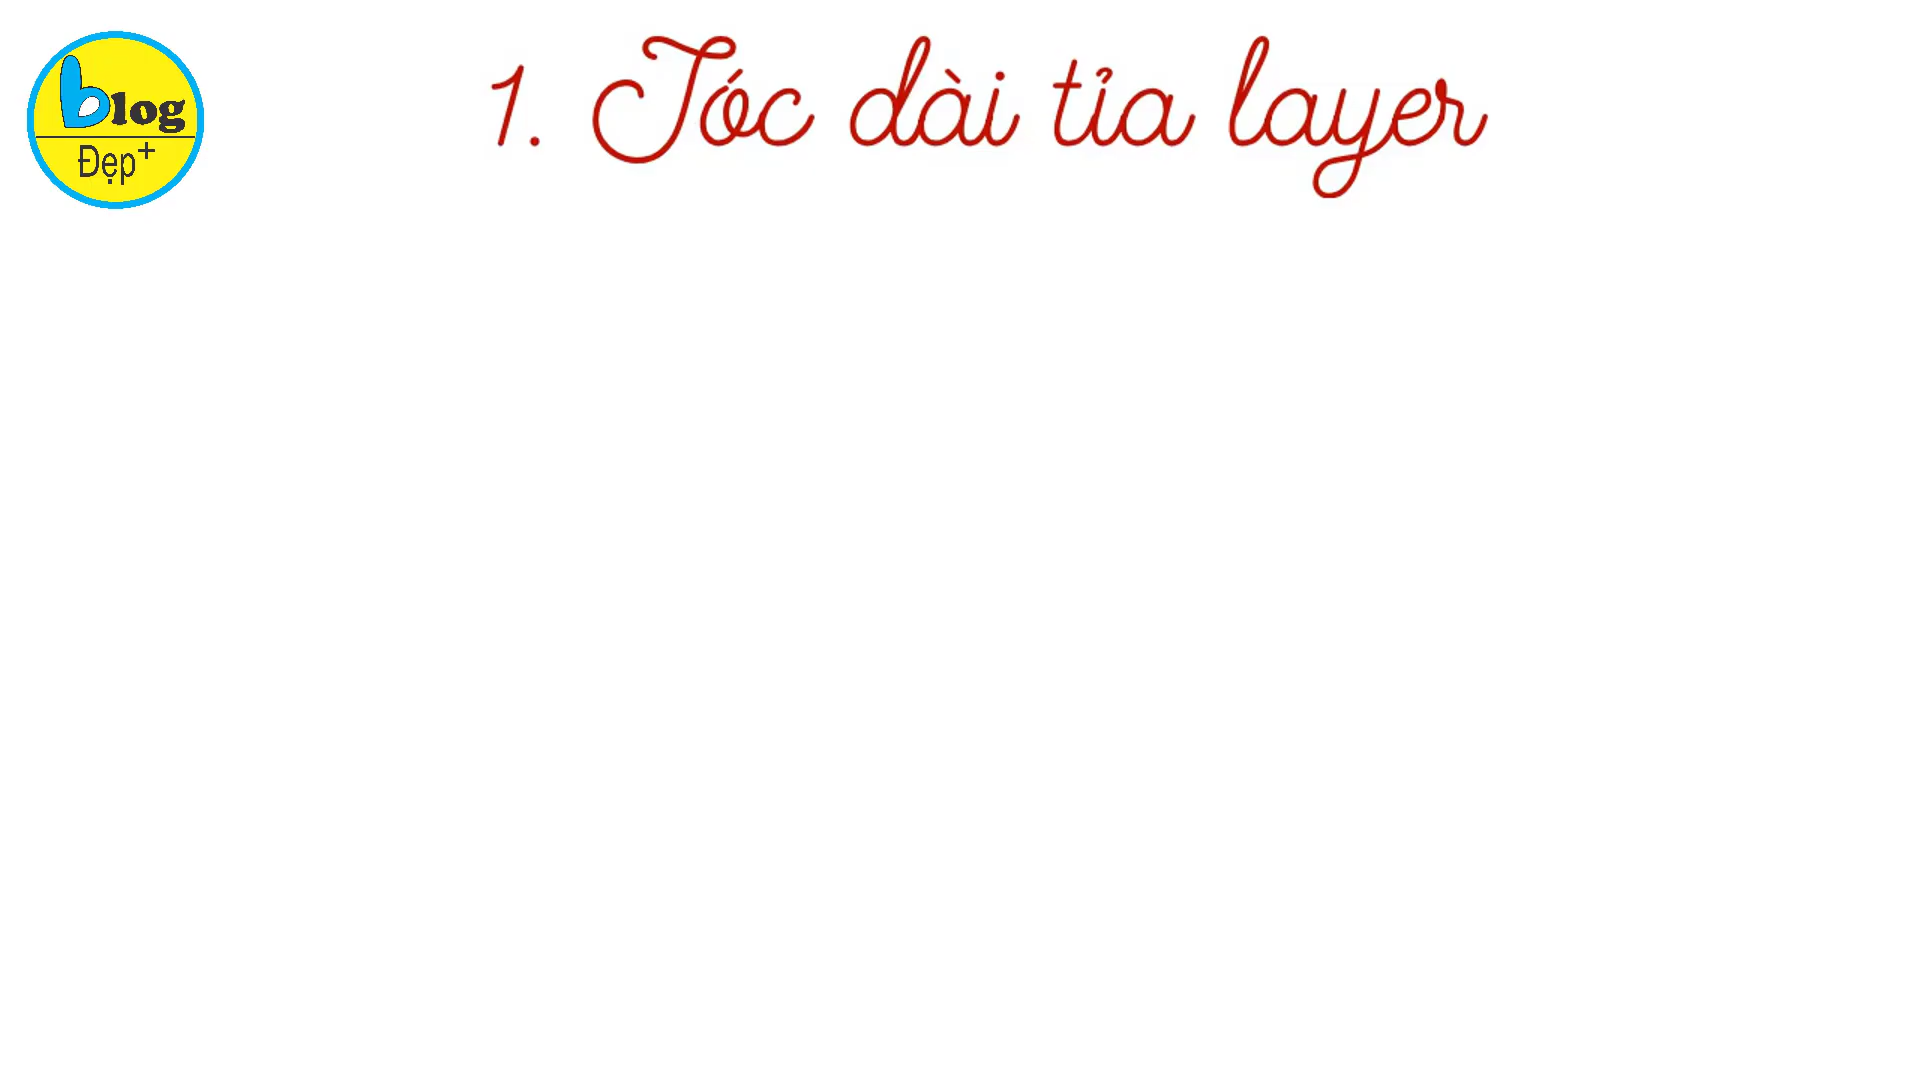 blog
Đẹp+
1. Tóc dài tỉa layer